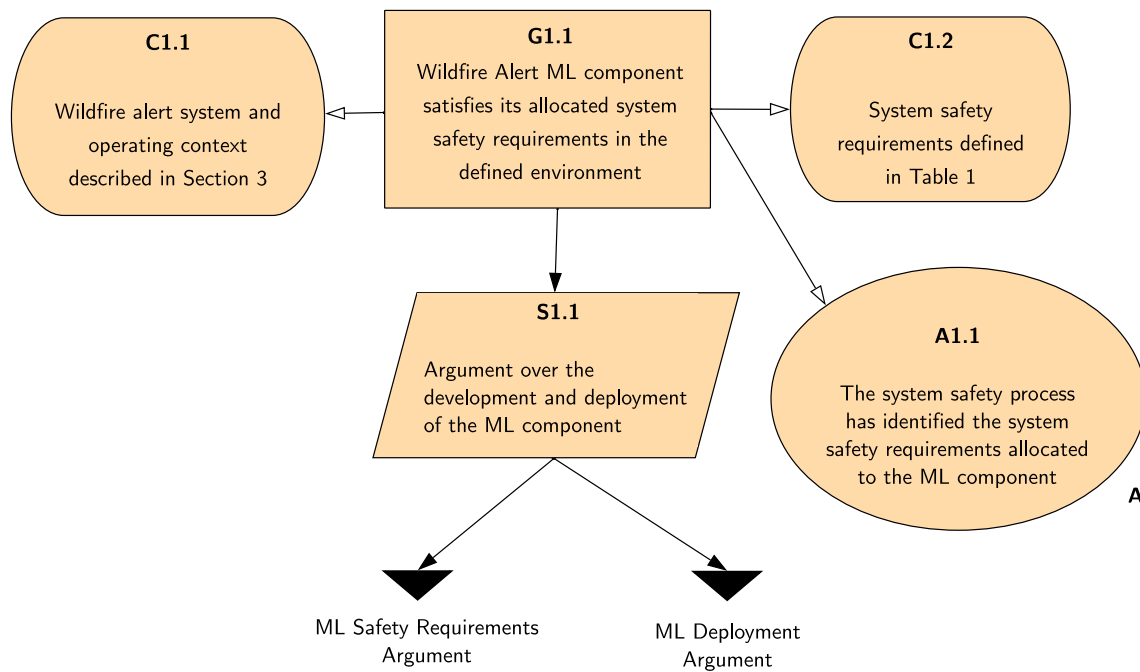 C1.1
Wildfire alert system and
operating context
described in Section 3
G1.1
Wildfire Alert ML component
satisfies its allocated system
safety requirements in the
defined environment
C1.2
System safety
requirements defined
in Table 1
S1.1
Argument over the
development and deployment
of the ML component
A1.1
The system safety process
has identified the system
safety requirements allocated
to the ML component
A
ML Safety Requirements
Argument
ML Deployment
Argument